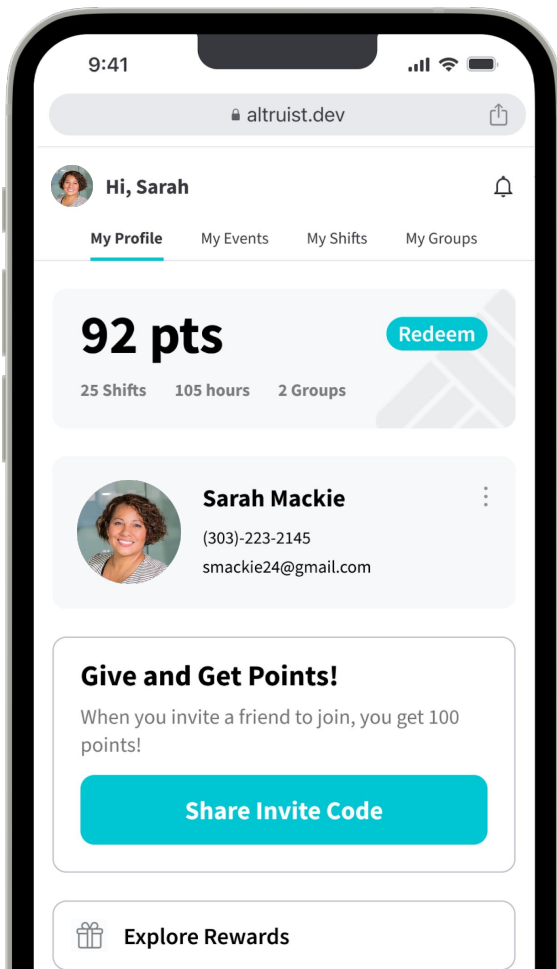 9:41
altruist.dev
Hi, Sarah
My Profile My Events My Shifts My Groups
92 pts
Redeem
25 Shifts 105 hours 2 Groups
Sarah Mackie
(303)-223-2145
smackie24@gmail.com
Give and Get Points!
When you invite a friend to join, you get 100
points!
Share Invite Code
Explore Rewards